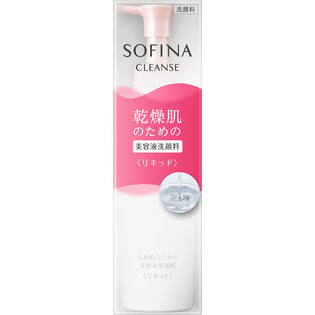 洗顔料
SOFINA
CLEANSE
乾燥肌
のための
美容液洗顔料
〈リキッド〉
乾燥肌のための
美容液洗顔料
〈リキッド〉